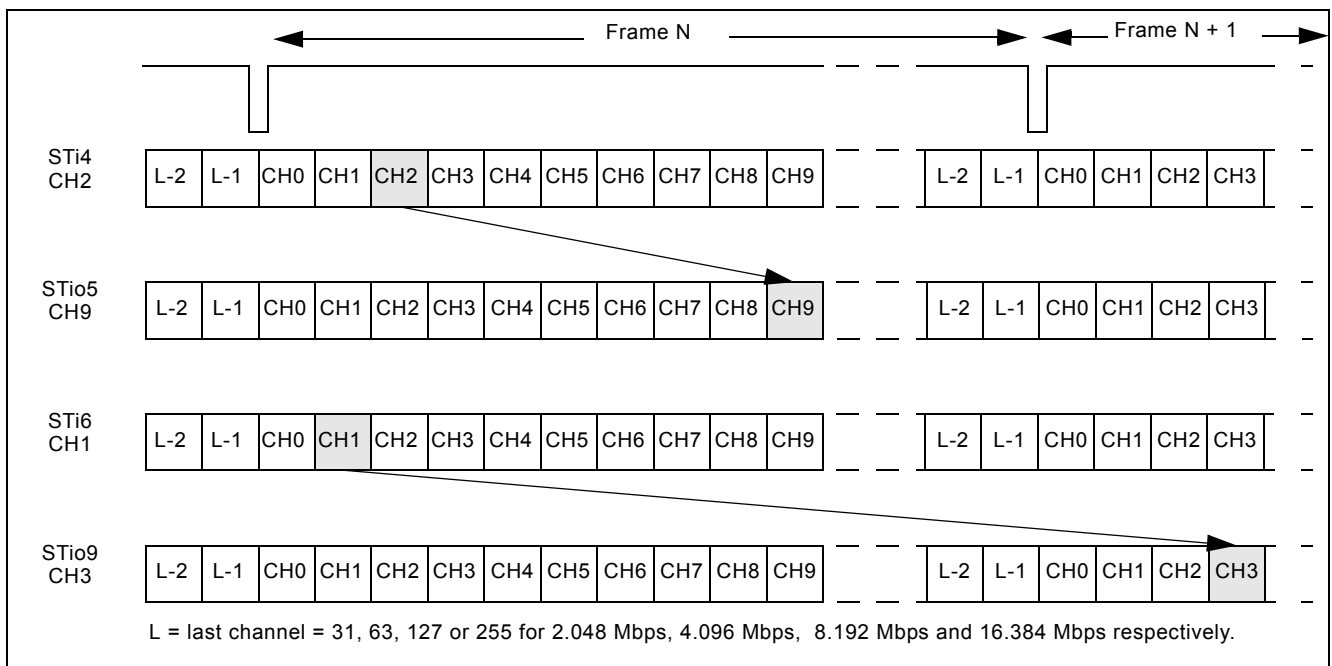 Frame N
Frame N + 1
STi4
CH2
L-2 L-1 CH0 CH1 CH2 CH3 CH4 CH5 CH6 CH7 CH8 CH9 L-2 L-1 CH0 CH1 CH2 CH3
STio5
CH9
L-2 L-1 CH0 CH1 CH2 CH3 CH4 CH5 CH6 CH7 CH8 CH9 L-2 L-1 CH0 CH1 CH2 CH3
STi6
CH1
L-2 L-1 CH0 CH1 CH2 CH3 CH4 CH5 CH6 CH7 CH8 CH9 L-2 L-1 CH0 CH1 CH2 CH3
STio9
CH3
L-2 L-1 CH0 CH1 CH2 CH3 CH4 CH5 CH6 CH7 CH8 CH9 L-2 L-1 CH0 CH1 CH2 CH3
L = last channel = 31, 63, 127 or 255 for 2.048 Mbps, 4.096 Mbps, 8.192 Mbps and 16.384 Mbps respectively.